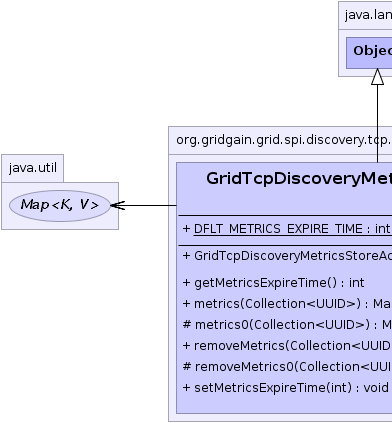 java.lan
Objec
org.gridgain.grid.spi.discovery.tcp.
java.util
Map<K, V>
GridTcpDiscoveryMet
+ DFLT_METRICS_EXPIRE_TIME : int
+ GridTcpDiscoveryMetricsStoreAc
+ getMetricsExpireTime() : int
+ metrics(Collection<UUID>) : Ma
# metrics0(Collection<UUID>) : M
+ removeMetrics(Collection<UUID
# removeMetrics0(Collection<UUI
+ setMetricsExpireTime(int) : void